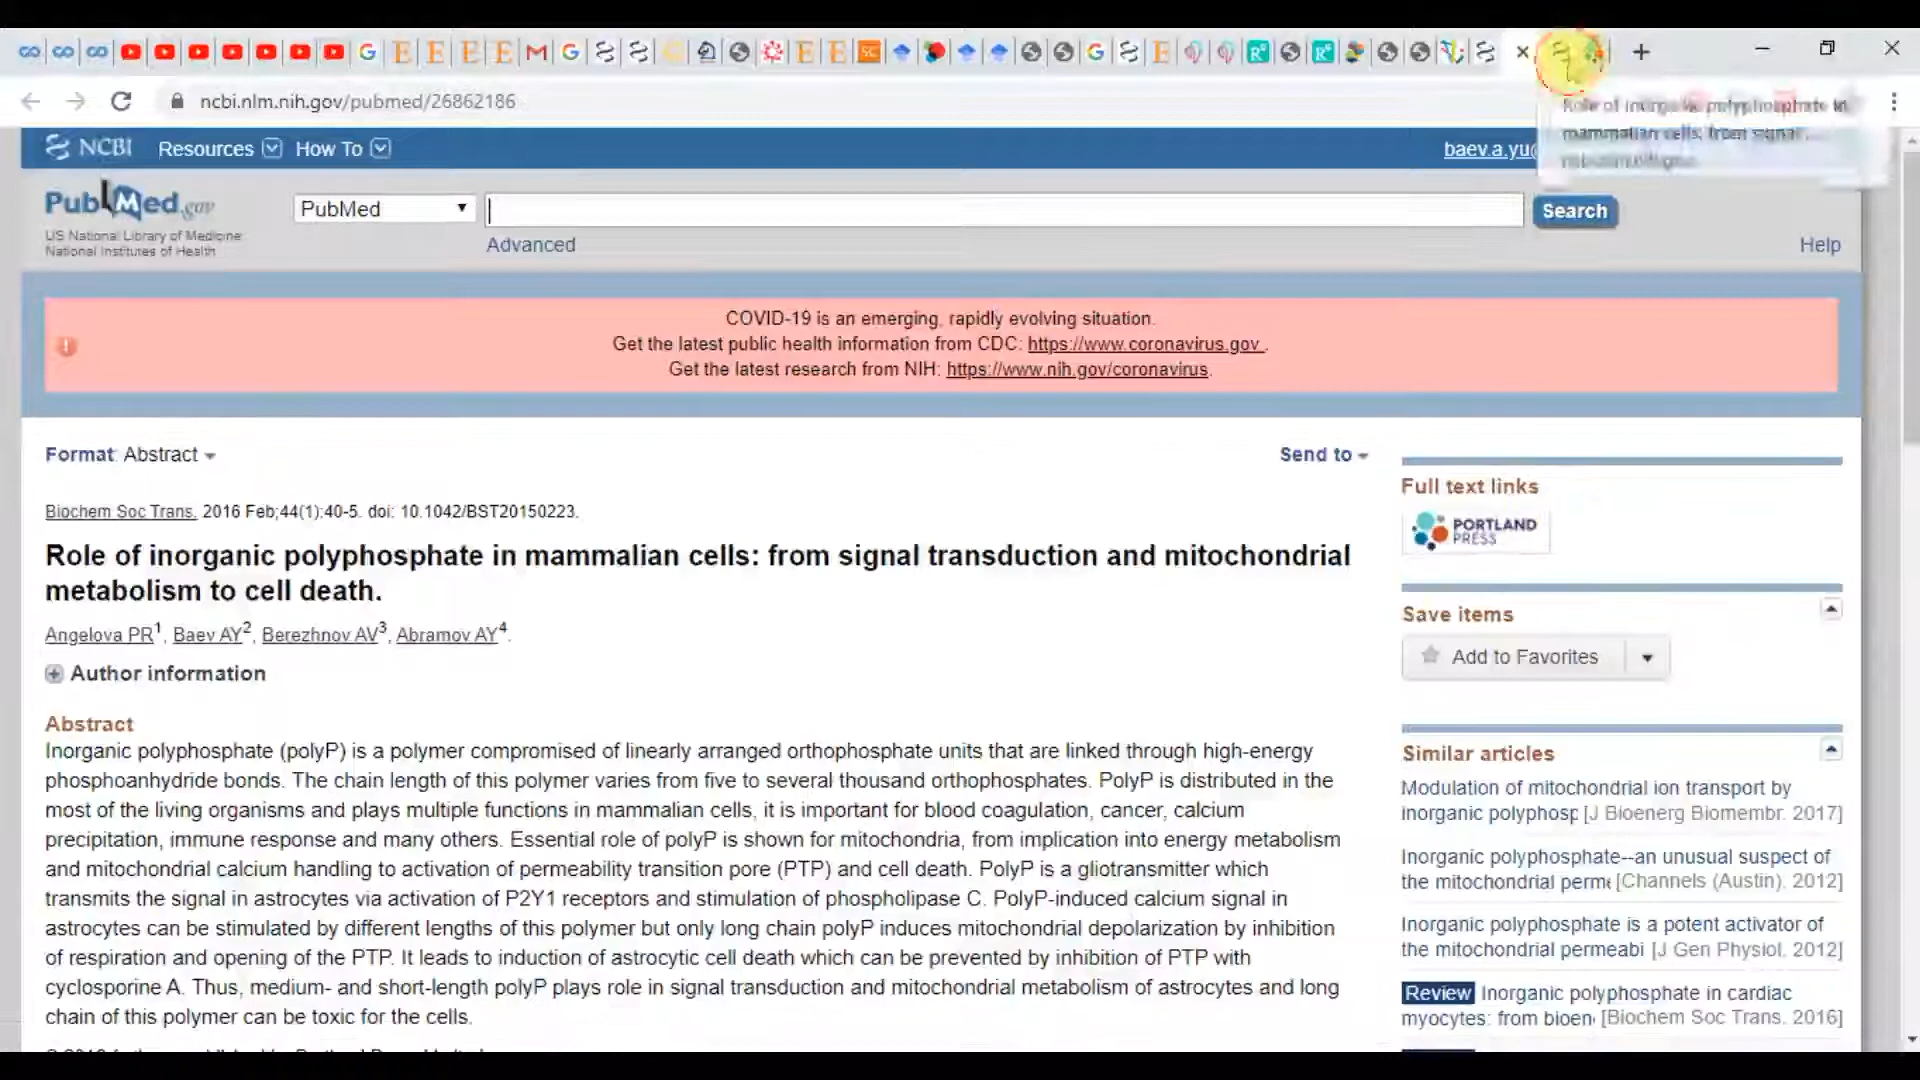 ncbi.nlm.nih.gov/pubmed/26862186
Role of inorganic polyphosphate in
mammalian cells: from signal ...
NCBI Resources How To baev.a.yu@
PubMed.gov
US National Library of Medicine
National Institutes of Health
PubMed
Search
Advanced
Help
COVID-19 is an emerging, rapidly evolving situation.
Get the latest public health information from CDC: https://www.coronavirus.gov .
Get the latest research from NIH: https://www.nih.gov/coronavirus.
Format: Abstract
Send to
Biochem Soc Trans. 2016 Feb;44(1):40-5. doi: 10.1042/BST20150223.
Role of inorganic polyphosphate in mammalian cells: from signal transduction and mitochondrial
metabolism to cell death.
Angelova PR1, Baev AY2, Berezhnov AV3, Abramov AY4.
Author information
Abstract
Inorganic polyphosphate (polyP) is a polymer compromised of linearly arranged orthophosphate units that are linked through high-energy
phosphoanhydride bonds. The chain length of this polymer varies from five to several thousand orthophosphates. PolyP is distributed in the
most of the living organisms and plays multiple functions in mammalian cells, it is important for blood coagulation, cancer, calcium
precipitation, immune response and many others. Essential role of polyP is shown for mitochondria, from implication into energy metabolism
and mitochondrial calcium handling to activation of permeability transition pore (PTP) and cell death. PolyP is a gliotransmitter which
transmits the signal in astrocytes via activation of P2Y1 receptors and stimulation of phospholipase C. PolyP-induced calcium signal in
astrocytes can be stimulated by different lengths of this polymer but only long chain polyP induces mitochondrial depolarization by inhibition
of respiration and opening of the PTP. It leads to induction of astrocytic cell death which can be prevented by inhibition of PTP with
cyclosporine A. Thus, medium- and short-length polyP plays role in signal transduction and mitochondrial metabolism of astrocytes and long
chain of this polymer can be toxic for the cells.
Full text links
PORTLAND
PRESS
Save items
Add to Favorites
Similar articles
Modulation of mitochondrial ion transport by
inorganic polyphosp [J Bioenerg Biomembr. 2017]
Inorganic polyphosphate--an unusual suspect of
the mitochondrial perme [Channels (Austin). 2012]
Inorganic polyphosphate is a potent activator of
the mitochondrial permeabi [J Gen Physiol. 2012]
Review Inorganic polyphosphate in cardiac
myocytes: from bioen [Biochem Soc Trans. 2016]